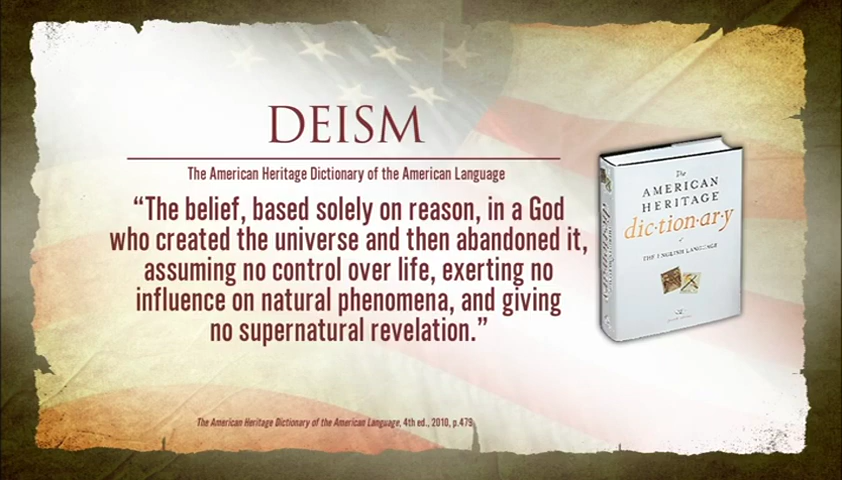 DEISM
The American Heritage Dictionary of the American Language
“The belief, based solely on reason, in a God
who created the universe and then abandoned it,
assuming no control over life, exerting no
influence on natural phenomena, and giving
no supernatural revelation.”
The American Heritage Dictionary of the American Language, 4th ed., 2010, p.479
The
AMERICAN
HERITAGE
dic·tion·ar·y
of
THE ENGLISH LANGUAGE